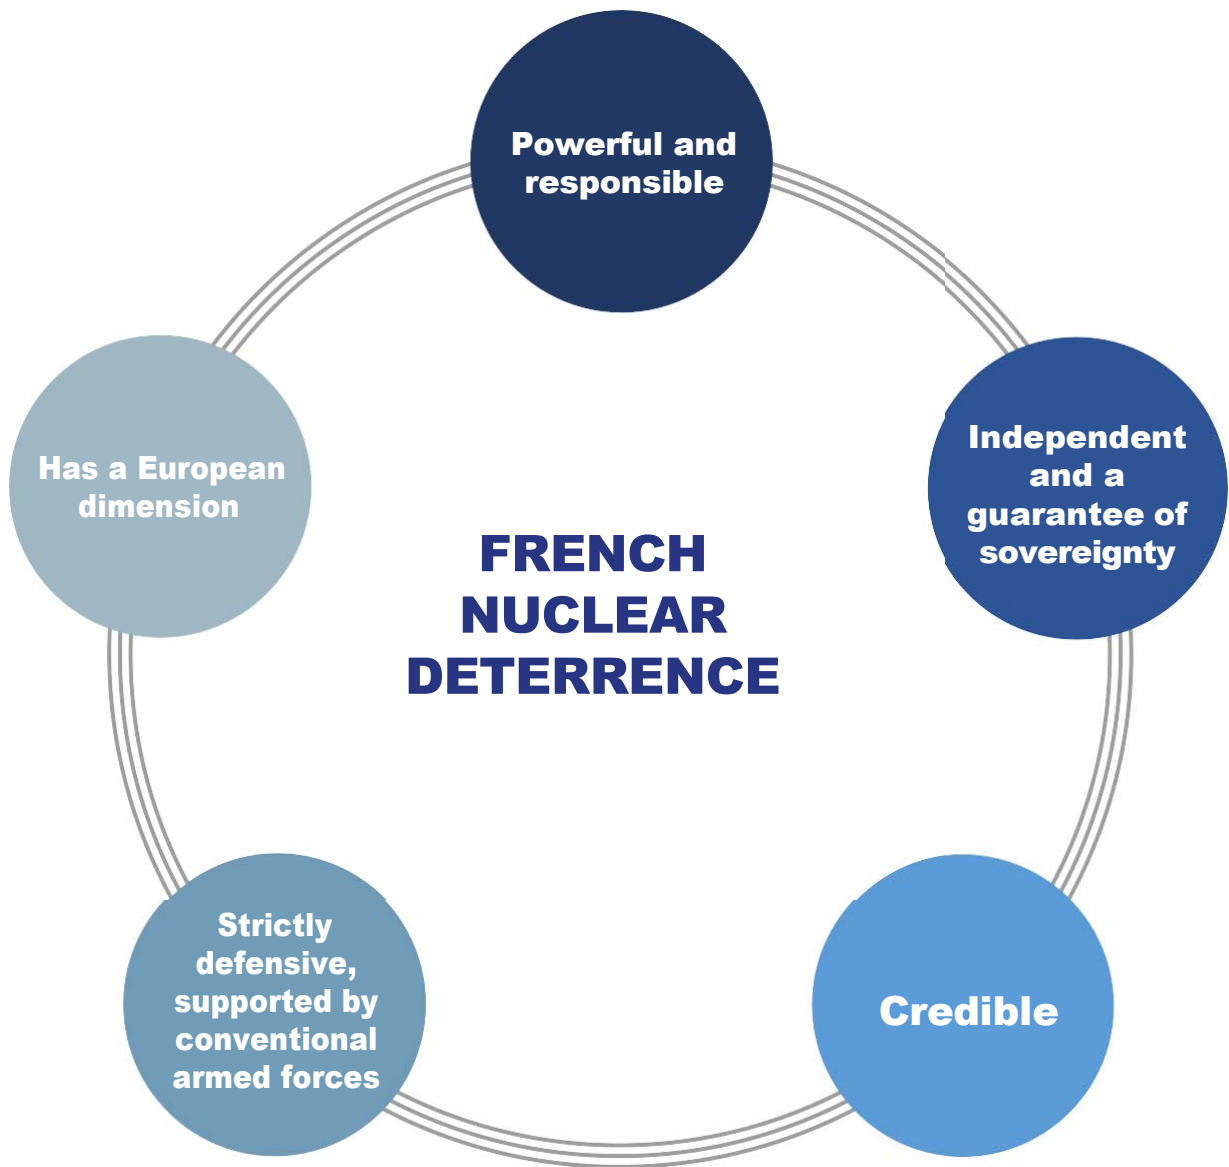 Powerful and
responsible
Independent
and a
guarantee of
sovereignty
Has a European
dimension
FRENCH
NUCLEAR
DETERRENCE
Strictly
defensive,
supported by
conventional
armed forces
Credible